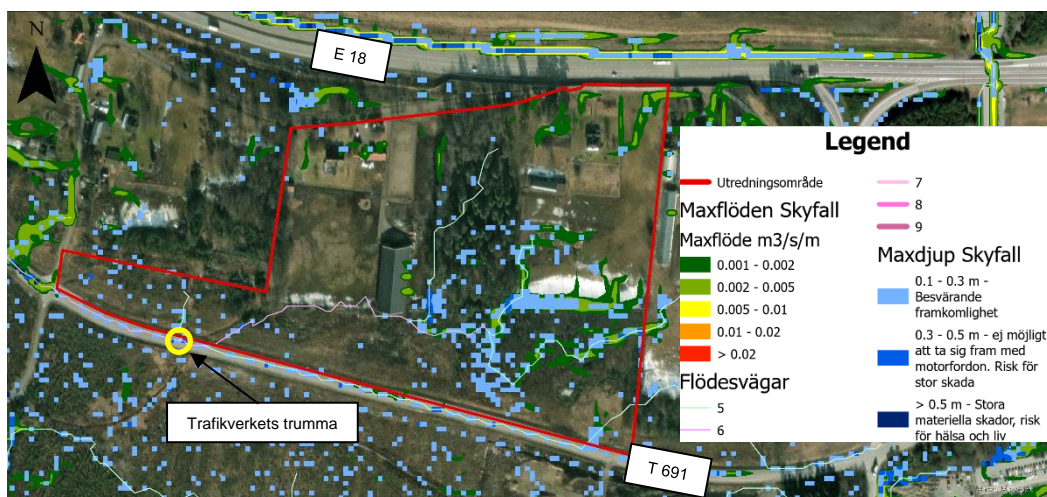 N
E 18
Legend
Utredningsområde
Maxflöden Skyfall
Maxflöde m3/s/m
0.001 - 0.002
0.002 - 0.005
0.005 - 0.01
0.01 - 0.02
> 0.02
Flödesvägar
5
6
7
8
9
Maxdjup Skyfall
0.1 - 0.3 m -
Besvärande
framkomlighet
0.3 - 0.5 m - ej möjligt
att ta sig fram med
motorfordon. Risk för
stor skada
> 0.5 m - Stora
materiella skador, risk
för hälsa och liv
Trafikverkets trumma
T 691